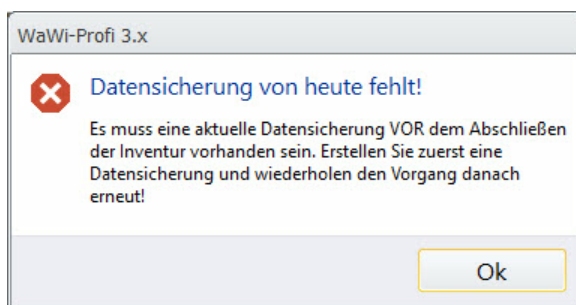 WaWi-Profi 3.x
Datensicherung von heute fehlt!
Es muss eine aktuelle Datensicherung VOR dem Abschließen
der Inventur vorhanden sein. Erstellen Sie zuerst eine
Datensicherung und wiederholen den Vorgang danach
erneut!
Ok